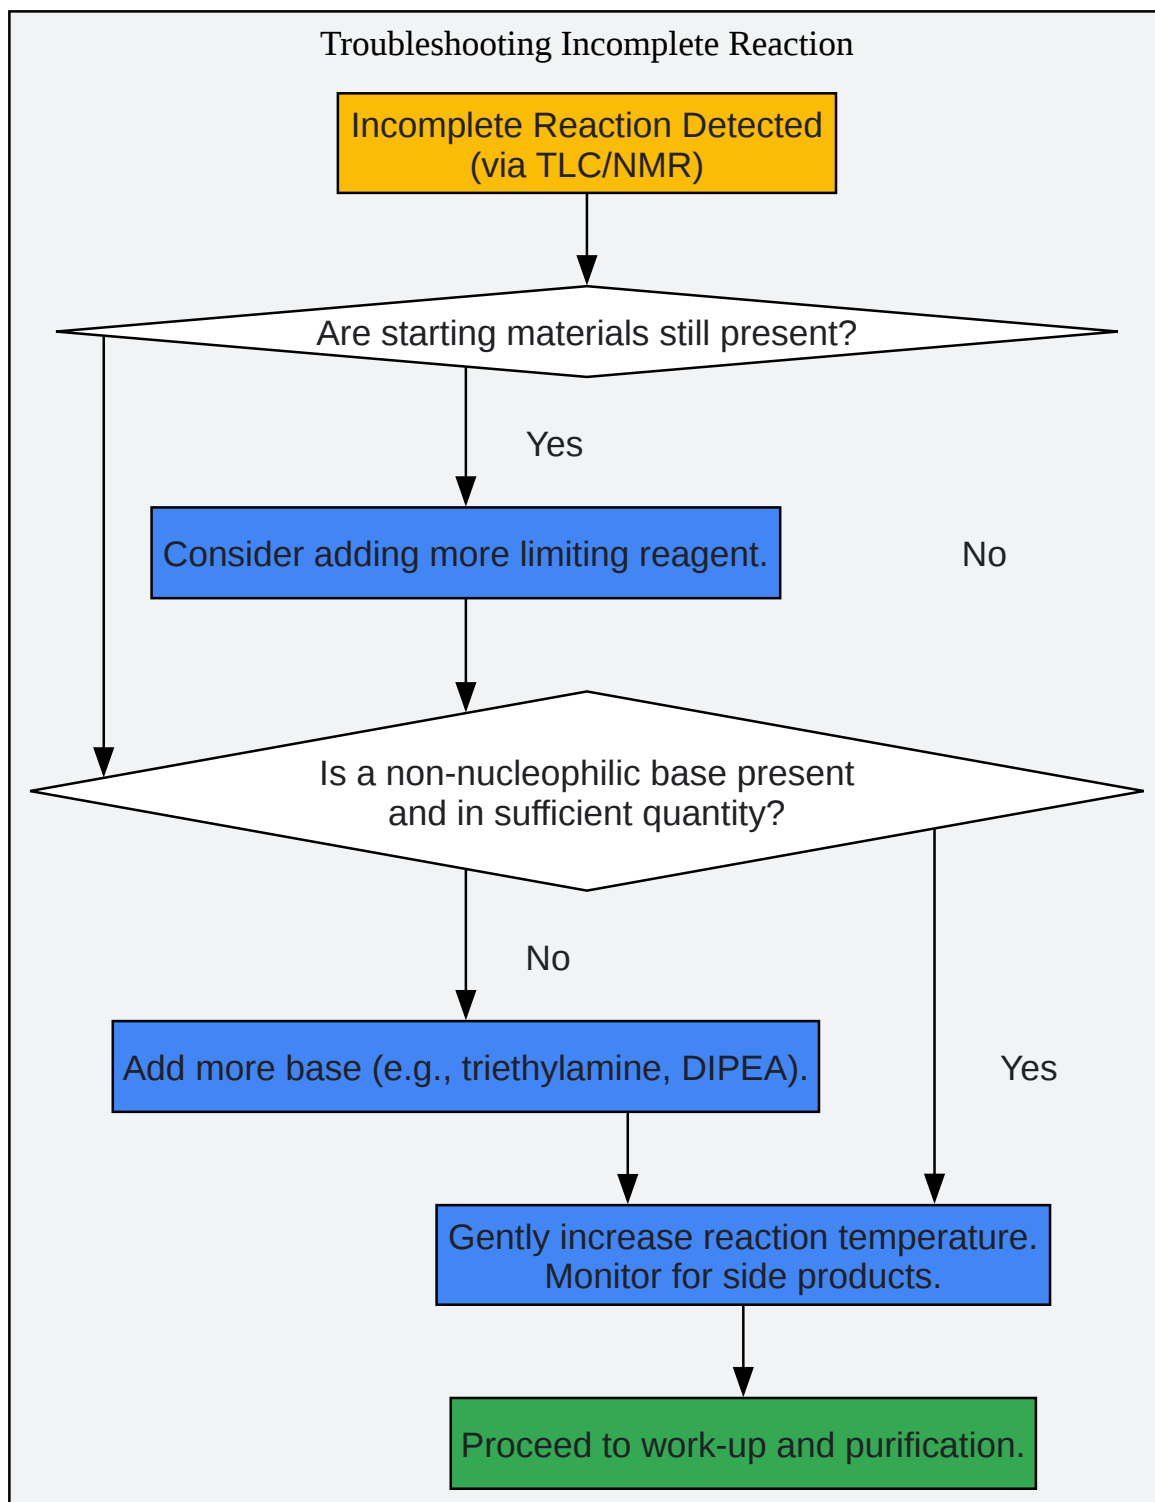 Troubleshooting Incomplete Reaction
Incomplete Reaction Detected
(via TLC/NMR)
Are starting materials still present?
Yes
Consider adding more limiting reagent.
No
Is a non-nucleophilic base present
and in sufficient quantity?
No
Add more base (e.g., triethylamine, DIPEA).
Yes
Gently increase reaction temperature.
Monitor for side products.
Proceed to work-up and purification.